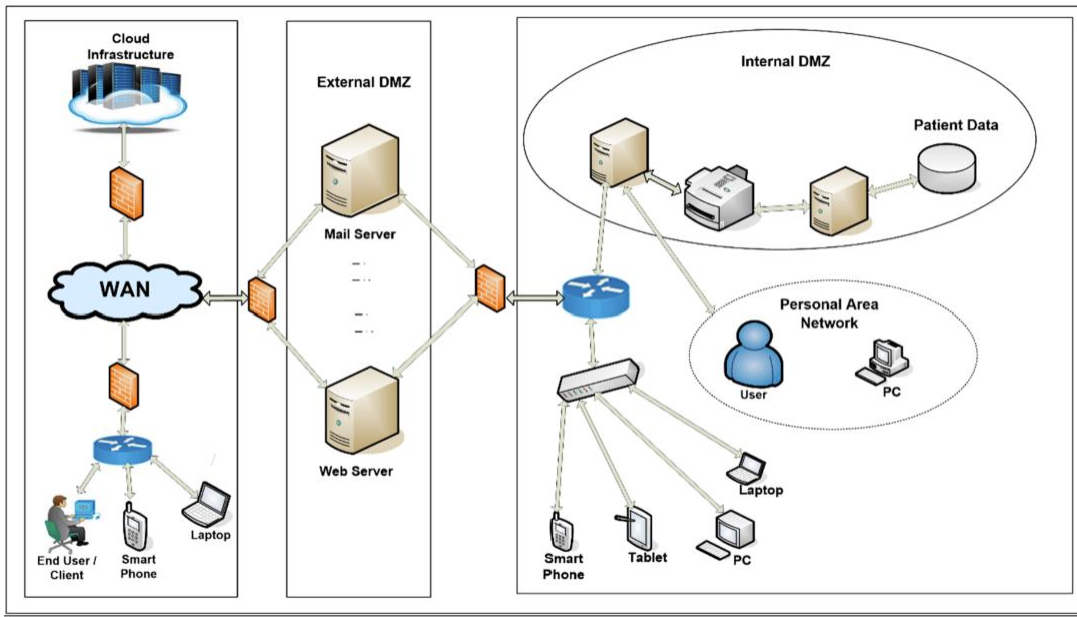 Cloud
Infrastructure
WAN
End User /
Client
Smart
Phone
Laptop
External DMZ
Mail Server
Web Server
Internal DMZ
Patient Data
Personal Area
Network
User
PC
Laptop
Smart
Phone
Tablet
PC